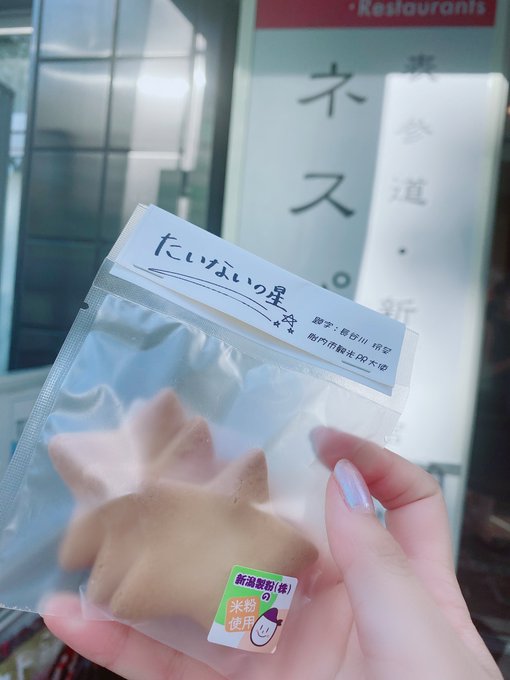 ・Restaurants
表参道・新
ネスパ
たいないの星
題字：長谷川 玲奈
胎内市観光PR大使
新潟製粉(株)
の
米粉
使用